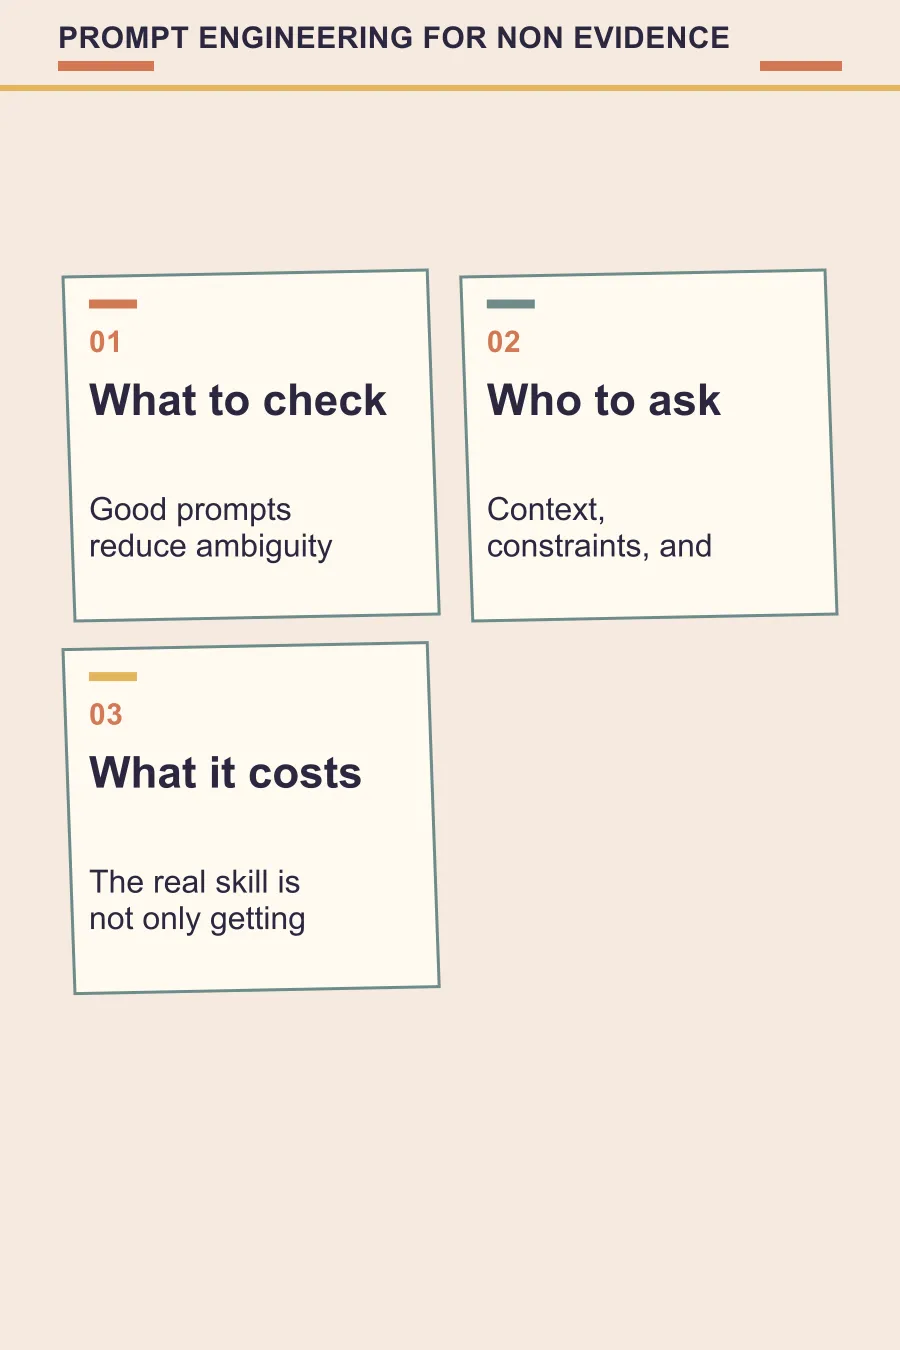 PROMPT ENGINEERING FOR NON EVIDENCE
01
What to check
Good prompts
reduce ambiguity
02
Who to ask
Context,
constraints, and
03
What it costs
The real skill is
not only getting